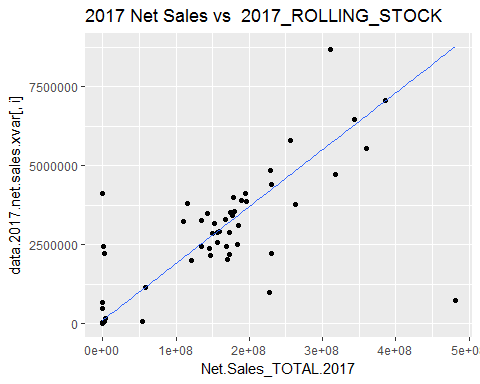 2017 Net Sales vs 2017_ROLLING_STOCK
data.2017.net.sales.xvar[, i]
7500000
5000000
2500000
0
0e+00
1e+08
2e+08
3e+08
4e+08
5e+08
Net.Sales_TOTAL.2017